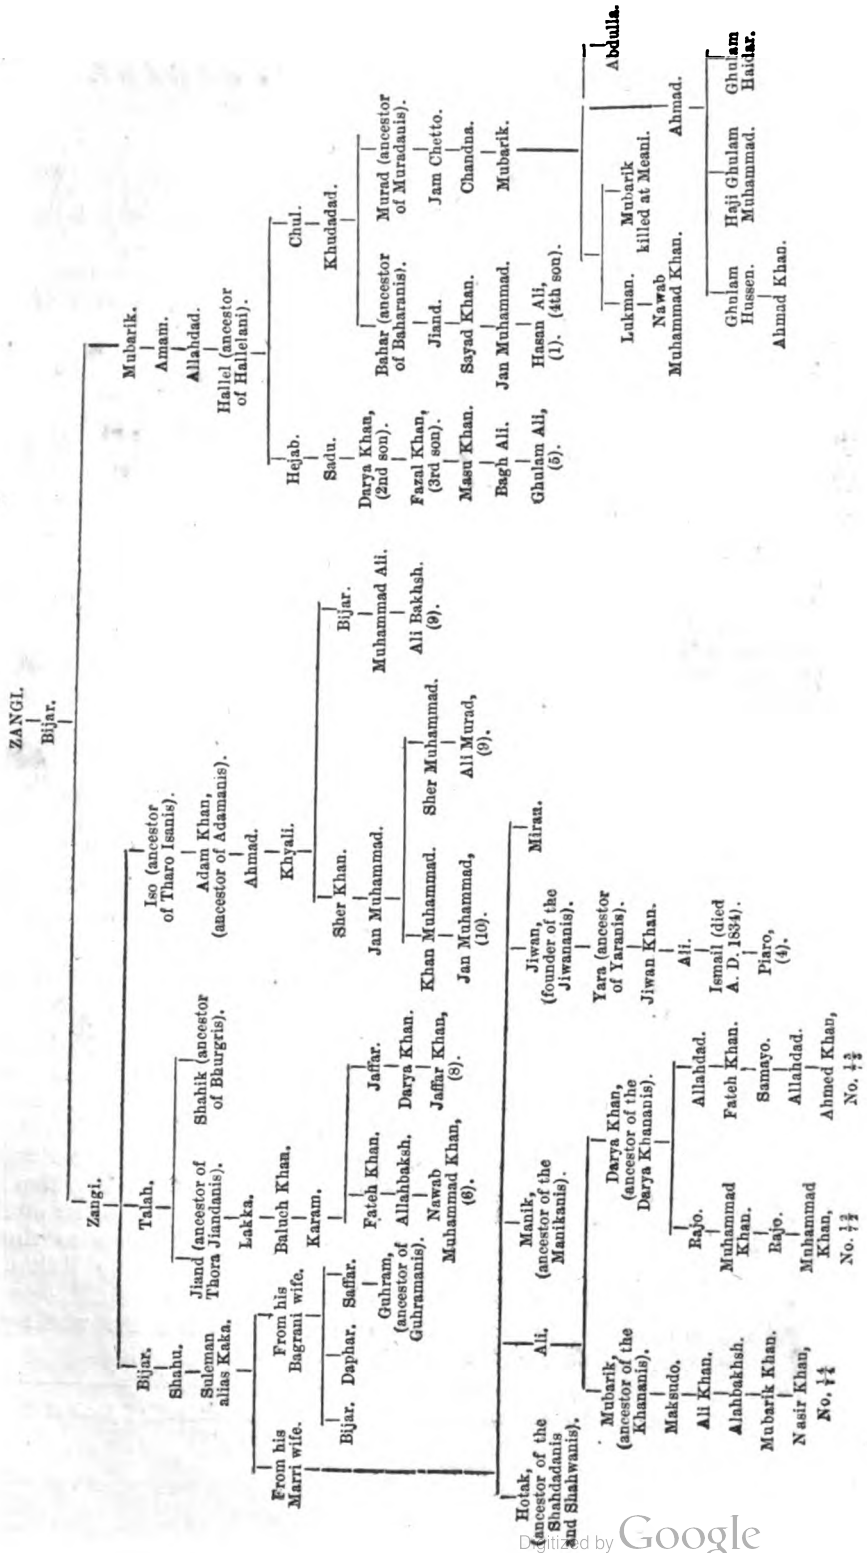 ZANGI.
Bijar.
Zangi.
Mubarik.
Amam.
Allahdad.
Hallel (ancestor
of Hallelani).
Bijar.
Shahu.
Suleman
alias Kaka.
Talah.
Iso (ancestor
of Tharo Isanis).
Adam Khan,
(ancestor of Adamanis).
Ahmad.
Khyali.
Jiand (ancestor of
Thora Jiandanis).
Lakka.
Baluch Khan.
Karam.
Shahik (ancestor
of Bhurgris).
Hejab.
Sadu.
Darya Khan,
(2nd son).
Fazal Khan,
(3rd son).
Masu Khan.
Bagh Ali.
Ghulam Ali,
(5).
Chul.
Khudadad.
From his
Marri wife.
From his
Bagrani wife.
Bijar.
Daphar.
Saffar.
Guhram,
(ancestor of
Guhramanis).
Fateh Khan.
Allahbaksh.
Nawab
Muhammad Khan,
(6).
Jaffar.
Darya Khan.
Jaffar Khan,
(8).
Sher Khan.
Jan Muhammad.
Khan Muhammad.
Jan Muhammad,
(10).
Sher Muhammad.
Ali Murad,
(9).
Bijar.
Muhammad Ali.
Ali Bakhsh.
(9).
Bahar (ancestor
of Baharanis).
Jiand.
Sayad Khan.
Jan Muhammad.
Hasan Ali,
(1). (4th son).
Murad (ancestor
of Muradanis).
Jam Chetto.
Chandna.
Mubarik.
Hotak,
(ancestor of the
Shahdadanis
and Shahwanis).
Ali.
Manik,
(ancestor of the
Manikanis).
Jiwan,
(founder of the
Jiwananis).
Yara (ancestor
of Yaranis).
Jiwan Khan.
Ali.
Ismail (died
A. D. 1834).
Piaro,
(4).
Miran.
Mubarik,
(ancestor of the
Khananis).
Maksudo.
Ali Khan.
Alahbakhsh.
Mubarik Khan.
Nasir Khan,
No.
Darya Khan,
(ancestor of the
Darya Khananis).
Rajo.
Muhammad
Khan.
Rajo.
Muhammad
Khan,
No.
Allahdad.
Fateh Khan.
Samayo.
Allahdad.
Ahmed Khan,
No.
Lukman.
Nawab
Muhammad Khan.
Mubarik
killed at Meani.
Ahmad.
Abdulla.
Ghulam
Hussen.
Ahmad Khan.
Haji Ghulam
Muhammad.
Ghulam
Haidar.
Digitized by Google